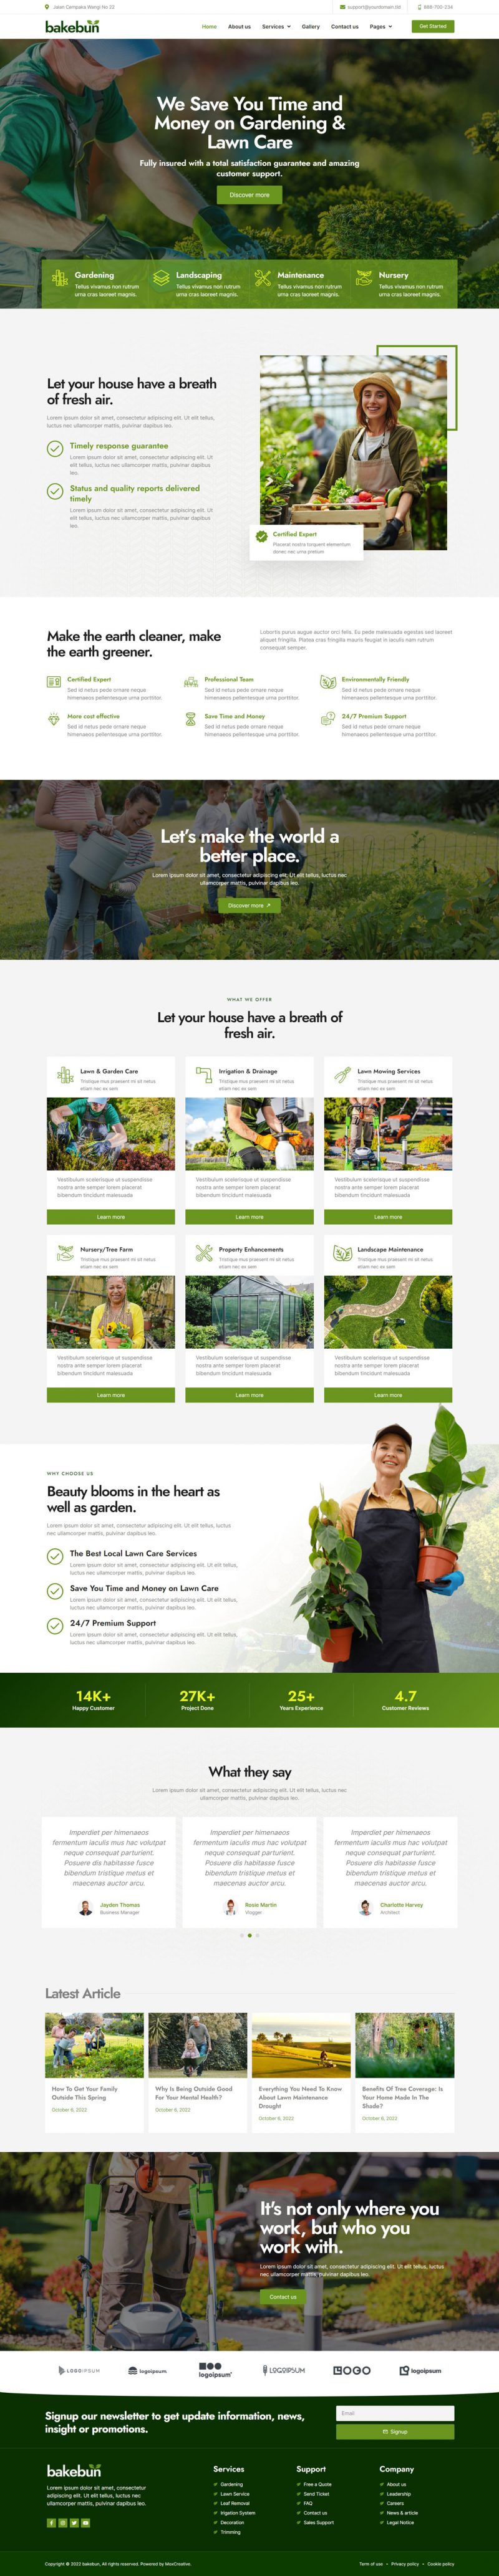 Jalan Cempaka Wangi No 22
support@yourdomain.tld
888-700-234
bakebun
Home
About us
Services
Gallery
Contact us
Pages
Get Started
We Save You Time and
Money on Gardening &
Lawn Care
Fully insured with a total satisfaction guarantee and amazing
customer support.
Discover more
Gardening
Tellus vivamus non rutrum
urna cras laoreet magnis.
Landscaping
Tellus vivamus non rutrum
urna cras laoreet magnis.
Maintenance
Tellus vivamus non rutrum
urna cras laoreet magnis.
Nursery
Tellus vivamus non rutrum
urna cras laoreet magnis.
Let your house have a breath
of fresh air.
Lorem ipsum dolor sit amet, consectetur adipiscing elit. Ut elit tellus,
luctus nec ullamcorper mattis, pulvinar dapibus leo.
Timely response guarantee
Lorem ipsum dolor sit amet, consectetur adipiscing elit. Ut
elit tellus, luctus nec ullamcorper mattis, pulvinar dapibus
leo.
Status and quality reports delivered
timely
Lorem ipsum dolor sit amet, consectetur adipiscing elit. Ut
elit tellus, luctus nec ullamcorper mattis, pulvinar dapibus
leo.
Certified Expert
Placerat nostra torquent elementum
donec nec urna pretium
Make the earth cleaner, make
the earth greener.
Lobortis purus augue auctor orci felis. Eu pede malesuada egestas sed laoreet
aliquet fringilla. Platea cras fringilla mauris feugiat in iaculis nam rutrum
consequat semper.
Certified Expert
Sed id netus pede ornare neque
himenaeos pellentesque urna porttitor.
Professional Team
Sed id netus pede ornare neque
himenaeos pellentesque urna porttitor.
Environmentally Friendly
Sed id netus pede ornare neque
himenaeos pellentesque urna porttitor.
More cost effective
Sed id netus pede ornare neque
himenaeos pellentesque urna porttitor.
Save Time and Money
Sed id netus pede ornare neque
himenaeos pellentesque urna porttitor.
24/7 Premium Support
Sed id netus pede ornare neque
himenaeos pellentesque urna porttitor.
Let's make the world a
better place.
Lorem ipsum dolor sit amet, consectetur adipiscing elit. Ut elit tellus, luctus nec
ullamcorper mattis, pulvinar dapibus leo.
Discover more
WHAT WE OFFER
Let your house have a breath of
fresh air.
Lawn & Garden Care
Tristique mus praesent mi sit netus
etiam nec ex sem
Vestibulum scelerisque ut suspendisse
nostra ante semper lorem placerat
bibendum tincidunt malesuada
Learn more
Irrigation & Drainage
Tristique mus praesent mi sit netus
etiam nec ex sem
Vestibulum scelerisque ut suspendisse
nostra ante semper lorem placerat
bibendum tincidunt malesuada
Learn more
Lawn Mowing Services
Tristique mus praesent mi sit netus
etiam nec ex sem
Vestibulum scelerisque ut suspendisse
nostra ante semper lorem placerat
bibendum tincidunt malesuada
Learn more
Nursery/Tree Farm
Tristique mus praesent mi sit netus
etiam nec ex sem
Vestibulum scelerisque ut suspendisse
nostra ante semper lorem placerat
bibendum tincidunt malesuada
Learn more
Property Enhancements
Tristique mus praesent mi sit netus
etiam nec ex sem
Vestibulum scelerisque ut suspendisse
nostra ante semper lorem placerat
bibendum tincidunt malesuada
Learn more
Landscape Maintenance
Tristique mus praesent mi sit netus
etiam nec ex sem
Vestibulum scelerisque ut suspendisse
nostra ante semper lorem placerat
bibendum tincidunt malesuada
Learn more
WHY CHOOSE US
Beauty blooms in the heart as
well as garden.
Lorem ipsum dolor sit amet, consectetur adipiscing elit. Ut elit tellus, luctus
nec ullamcorper mattis, pulvinar dapibus leo.
The Best Local Lawn Care Services
Lorem ipsum dolor sit amet, consectetur adipiscing elit. Ut elit tellus,
luctus nec ullamcorper mattis, pulvinar dapibus leo.
Save You Time and Money on Lawn Care
Lorem ipsum dolor sit amet, consectetur adipiscing elit. Ut elit tellus,
luctus nec ullamcorper mattis, pulvinar dapibus leo.
24/7 Premium Support
Lorem ipsum dolor sit amet, consectetur adipiscing elit. Ut elit tellus,
luctus nec ullamcorper mattis, pulvinar dapibus leo.
14K+
Happy Customer
27K+
Project Done
25+
Years Experience
4.7
Custumer Reviews
What they say
Lorem ipsum dolor sit amet, consectetur adipiscing elit. Ut elit tellus, luctus nec
ullamcorper mattis, pulvinar dapibus leo.
Imperdiet per himenaeos
fermentum iaculis mus hac volutpat
neque consequat parturient.
Posuere dis habitasse fusce
bibendum tristique metus et
maecenas auctor arcu.
Jayden Thomas
Business Manager
Imperdiet per himenaeos
fermentum iaculis mus hac volutpat
neque consequat parturient.
Posuere dis habitasse fusce
bibendum tristique metus et
maecenas auctor arcu.
Rosie Martin
Vlogger
Imperdiet per himenaeos
fermentum iaculis mus hac volutpat
neque consequat parturient.
Posuere dis habitasse fusce
bibendum tristique metus et
maecenas auctor arcu.
Charlotte Harvey
Architect
Latest Article
How To Get Your Family
Outside This Spring
October 6, 2022
Why Is Being Outside Good
For Your Mental Health?
October 6, 2022
Everything You Need To Know
About Lawn Maintenance
Drought
October 6, 2022
Benefits Of Tree Coverage: Is
Your Home Made In The
Shade?
October 6, 2022
It's not only where you
work, but who you
work with.
Lorem ipsum dolor sit amet, consectetur adipiscing elit. Ut elit tellus, luctus
nec ullamcorper mattis, pulvinar dapibus leo.
Contact us
LOGOIPSUM
logoipsum
logoipsum
LOGOIPSUM
LOGO
logoipsum
Signup our newsletter to get update information, news,
insight or promotions.
Email
Signup
bakebun
Lorem ipsum dolor sit amet, consectetur
adipiscing elit. Ut elit tellus, luctus nec
ullamcorper mattis, pulvinar dapibus leo.
Services
Gardening
Lawn Service
Leaf Removal
Irigation System
Decoration
Trimming
Support
Free a Quote
Send Ticket
FAQ
Contact us
Sales Support
Company
About us
Leadership
Careers
News & article
Legal Notice
Copyright © 2022 bakebun, All rights reserved. Powered by MaxCreative.
Term of use
Privacy policy
Cookie policy